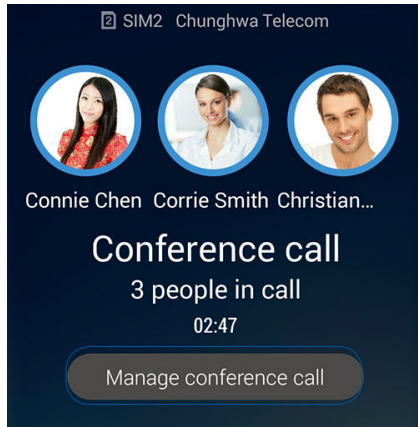 2 SIM2 Chunghwa Telecom
Connie Chen Corrie Smith Christian...
Conference call
3 people in call
02:47
Manage conference call